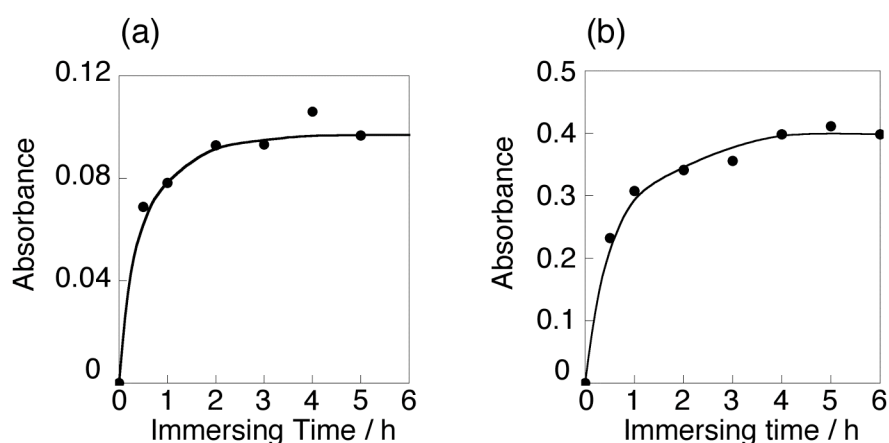 (a)
0.12
0.08
0.04
0
Absorbance
0 1 2 3 4 5 6
Immersing Time / h
(b)
0.5
0.4
0.3
0.2
0.1
0
Absorbance
0 1 2 3 4 5 6
Immersing time / h